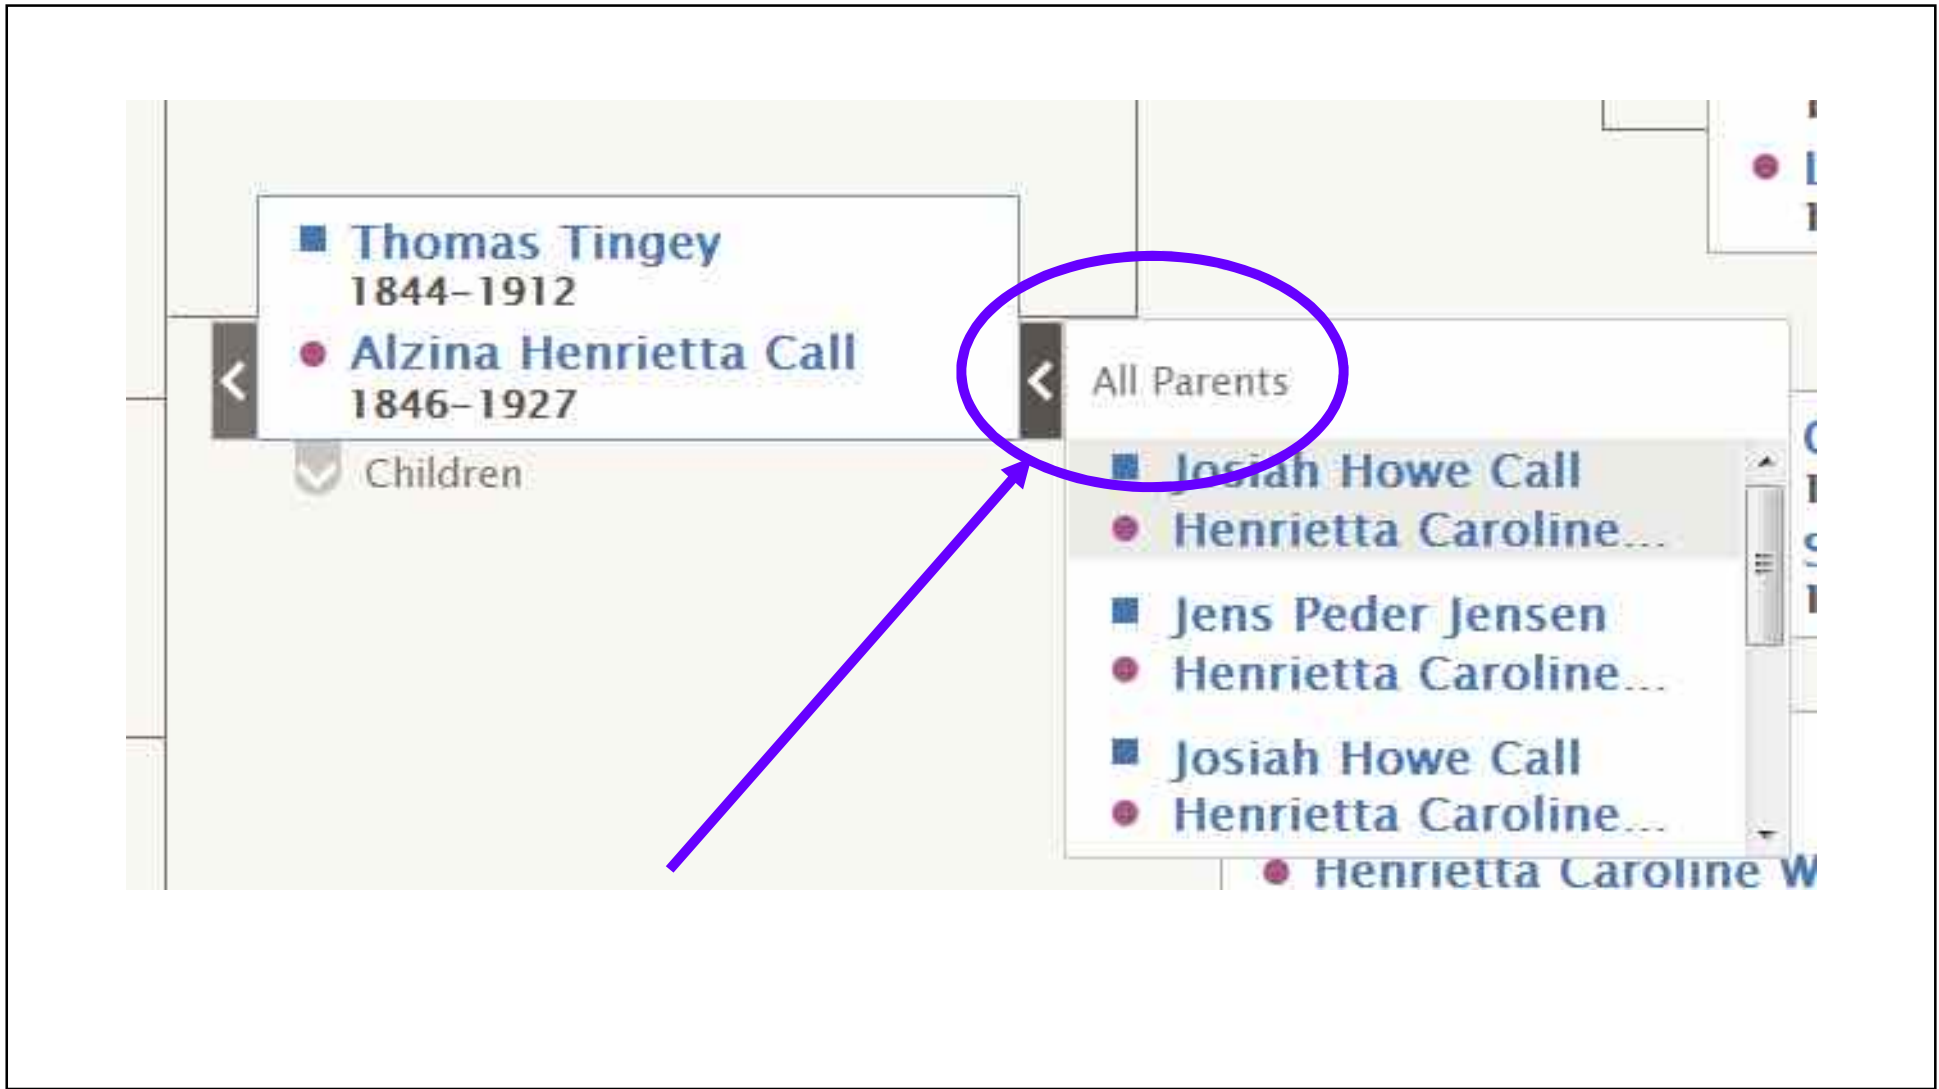 Thomas Tingey
1844–1912
Alzina Henrietta Call
1846–1927
Children
All Parents
Josiah Howe Call
Henrietta Caroline...
Jens Peder Jensen
Henrietta Caroline...
Josiah Howe Call
Henrietta Caroline...
Henrietta Caroline W